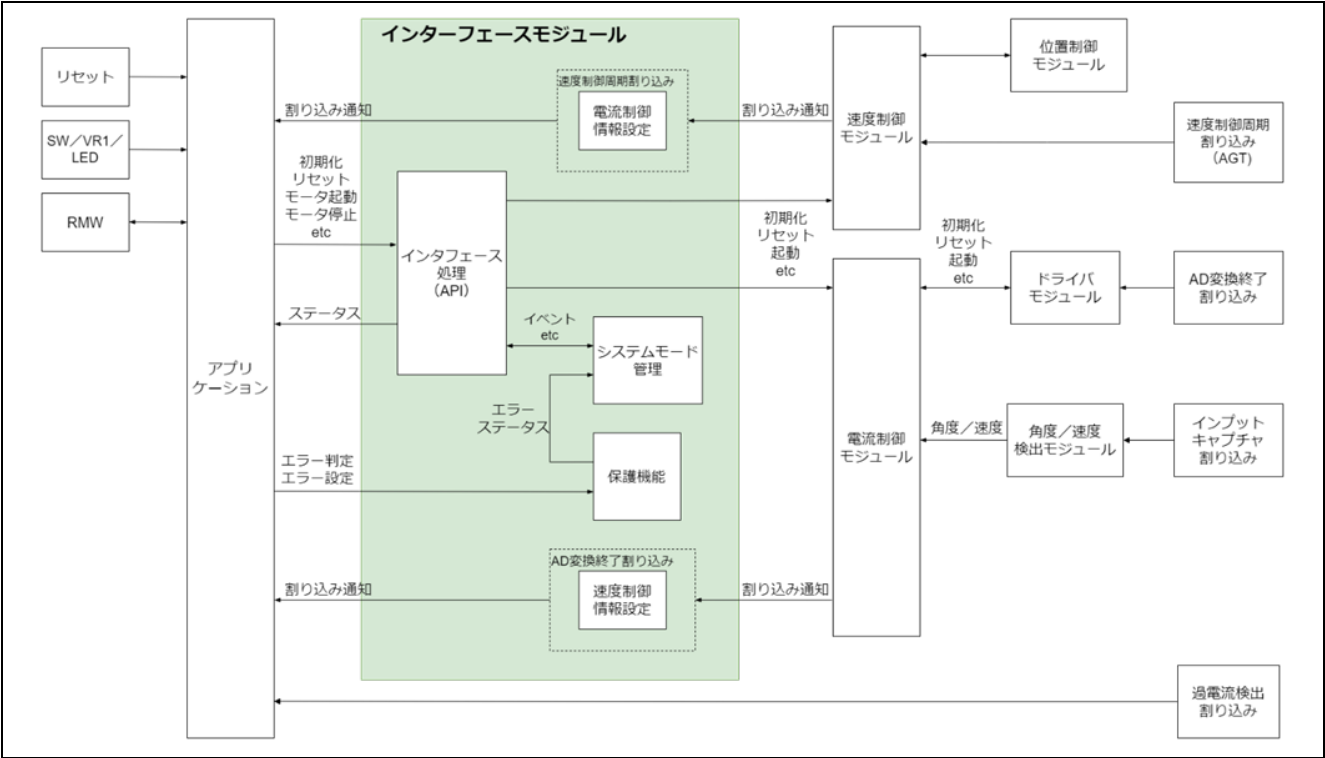 インターフェースモジュール
リセット
SW／VR1／
LED
RMW
アプリ
ケーション
割り込み通知
初期化
リセット
モータ起動
モータ停止
etc
ステータス
エラー判定
エラー設定
割り込み通知
速度制御周期割り込み
電流制御
情報設定
インタフェース
処理
（API）
イベント
etc
システムモード
管理
エラー
ステータス
保護機能
AD変換終了割り込み
速度制御
情報設定
割り込み通知
初期化
リセット
起動
etc
割り込み通知
速度制御
モジュール
電流制御
モジュール
初期化
リセット
起動
etc
角度／速度
位置制御
モジュール
ドライバ
モジュール
角度／速度
検出モジュール
速度制御周期
割り込み
（AGT)
AD変換終了
割り込み
インプット
キャプチャ
割り込み
過電流検出
割り込み